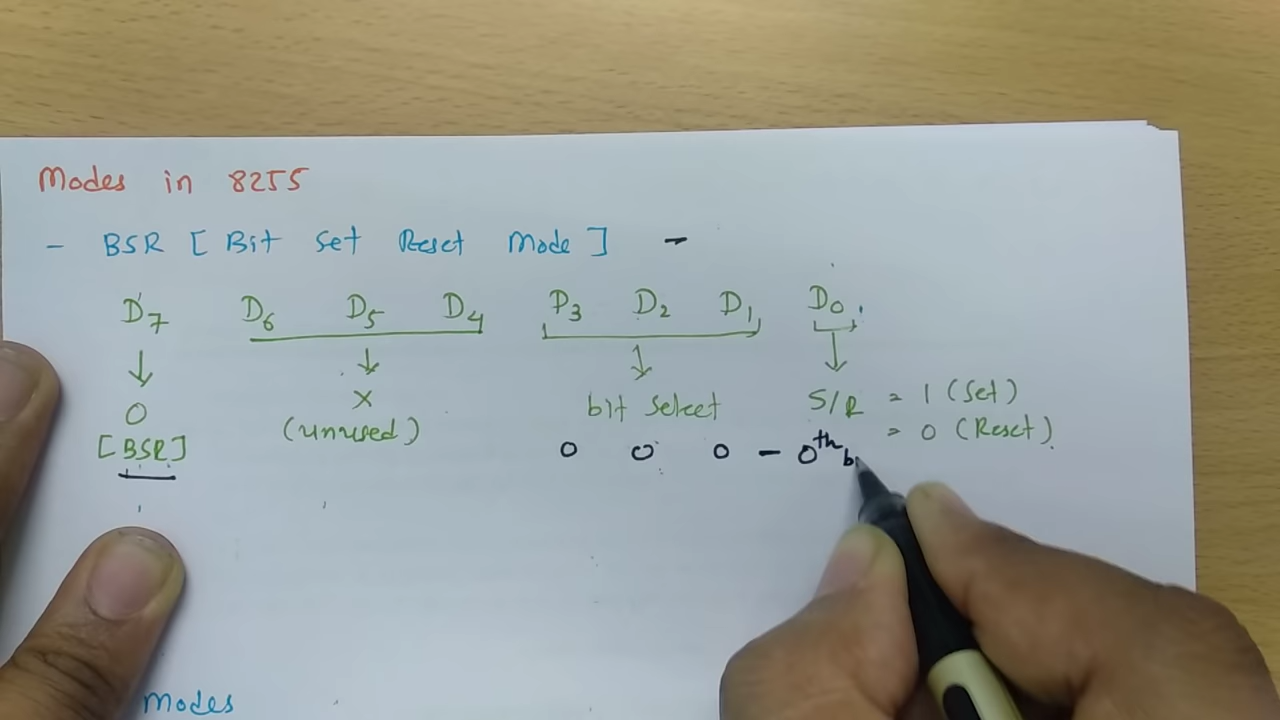 Modes in 8255
- BSR [ Bit Set Reset Mode ] -
D7 D6 D5 D4 D3 D2 D1 D0
0 X bit select S/R = 1 (Set)
[BSR] (unused) = 0 (Reset)
0 0 0 - 0th b
Modes